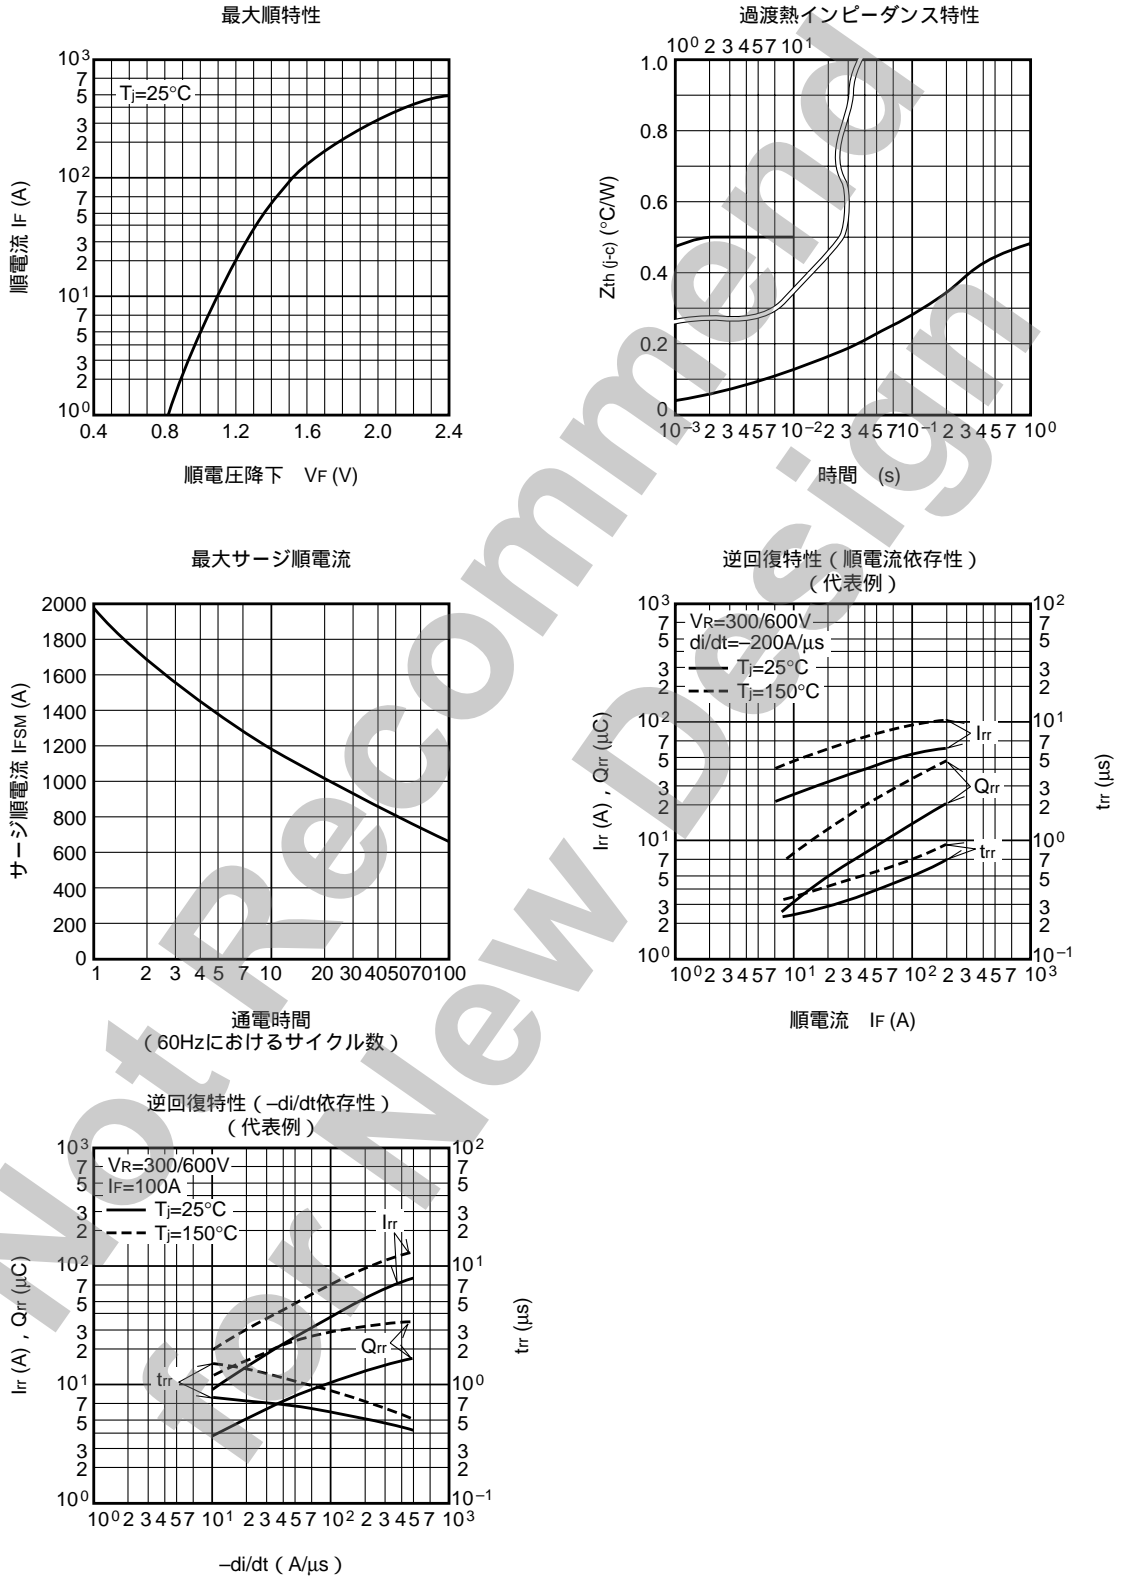 最大順特性
10³
7
5
3
2
10²
7
5
3
2
10¹
7
5
3
2
10⁰
Tj=25°C
順電流 IF (A)
0.4 0.8 1.2 1.6 2.0 2.4
順電圧降下 VF (V)
過渡熱インピーダンス特性
10⁰ 2 3 4 5 7 10¹
1.0
0.8
0.6
0.4
0.2
0
Zth (j-c) (°C/W)
10⁻³ 2 3 4 5 7 10⁻² 2 3 4 5 7 10⁻¹ 2 3 4 5 7 10⁰
時間 (s)
最大サージ順電流
2000
1800
1600
1400
1200
1000
800
600
400
200
0
サージ順電流 IFSM (A)
1 2 3 4 5 7 10 20 30 40 50 70 100
通電時間
(60Hzにおけるサイクル数)
逆回復特性(順電流依存性)
(代表例)
10³
7
5
3
2
10²
7
5
3
2
10¹
7
5
3
2
10⁰
VR=300/600V
di/dt=–200A/μs
Tj=25°C
Tj=150°C
Irr
Qrr
trr
Irr (A) , Qrr (μC)
10²
7
5
3
2
10¹
7
5
3
2
10⁰
7
5
3
2
10⁻¹
trr (μs)
10⁰ 2 3 4 5 7 10¹ 2 3 4 5 7 10² 2 3 4 5 7 10³
順電流 IF (A)
逆回復特性(–di/dt依存性)
(代表例)
10³
7
5
3
2
10²
7
5
3
2
10¹
7
5
3
2
10⁰
VR=300/600V
IF=100A
Tj=25°C
Tj=150°C
Irr
Qrr
trr
Irr (A) , Qrr (μC)
10²
7
5
3
2
10¹
7
5
3
2
10⁰
7
5
3
2
10⁻¹
trr (μs)
10⁰ 2 3 4 5 7 10¹ 2 3 4 5 7 10² 2 3 4 5 7 10³
–di/dt (A/μs)
Not Recommend
for New Design